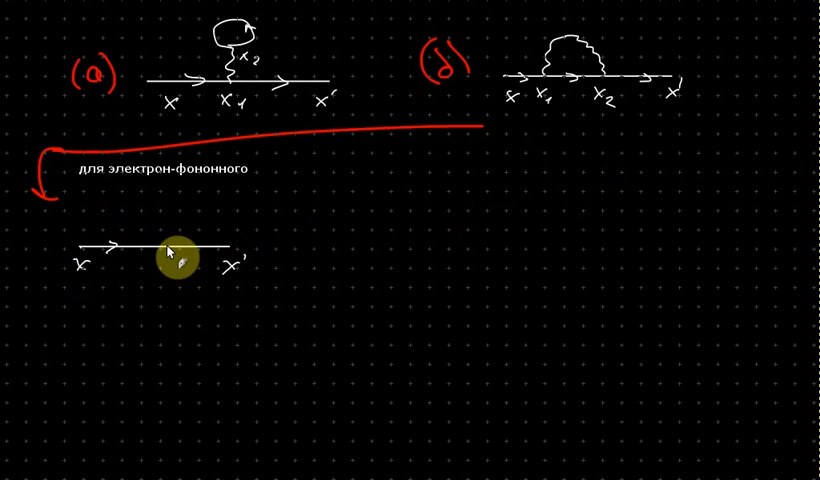 (a)
(d)
x₂
x x₁ x'
x x₁ x₂ x'
для электрон-фононного
x x'